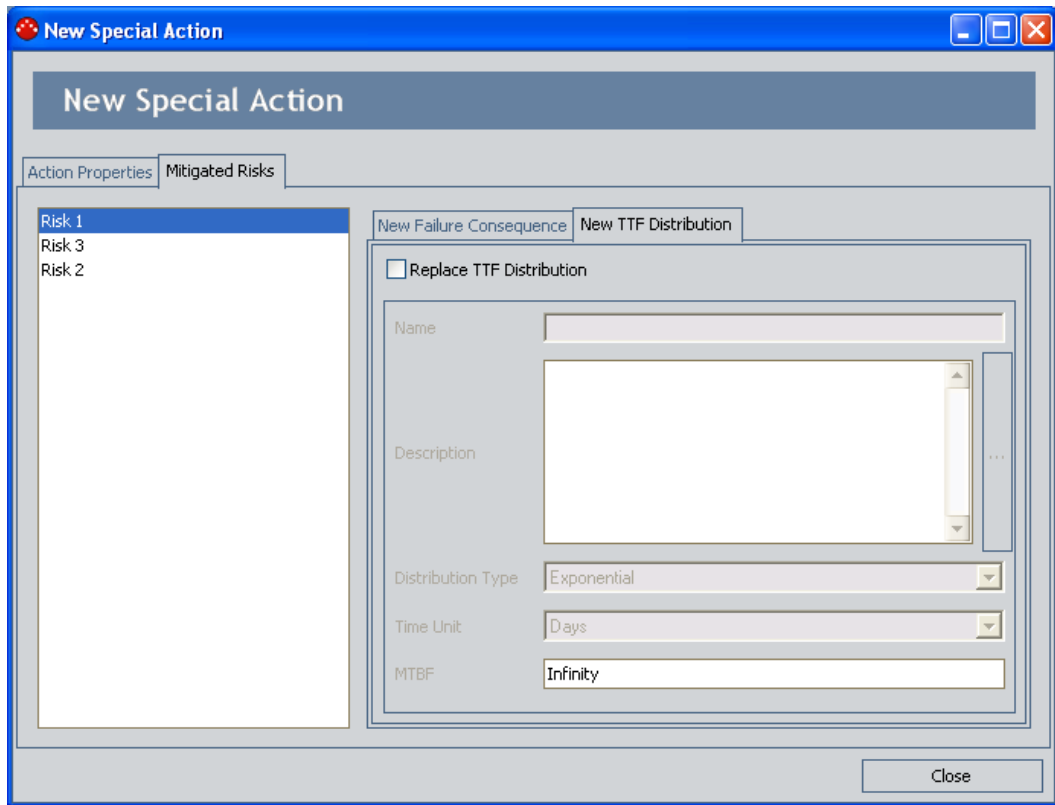 New Special Action
New Special Action
Action Properties Mitigated Risks
Risk 1
Risk 3
Risk 2
New Failure Consequence New TTF Distribution
Replace TTF Distribution
Name
Description
...
Distribution Type Exponential
Time Unit Days
MTBF Infinity
Close